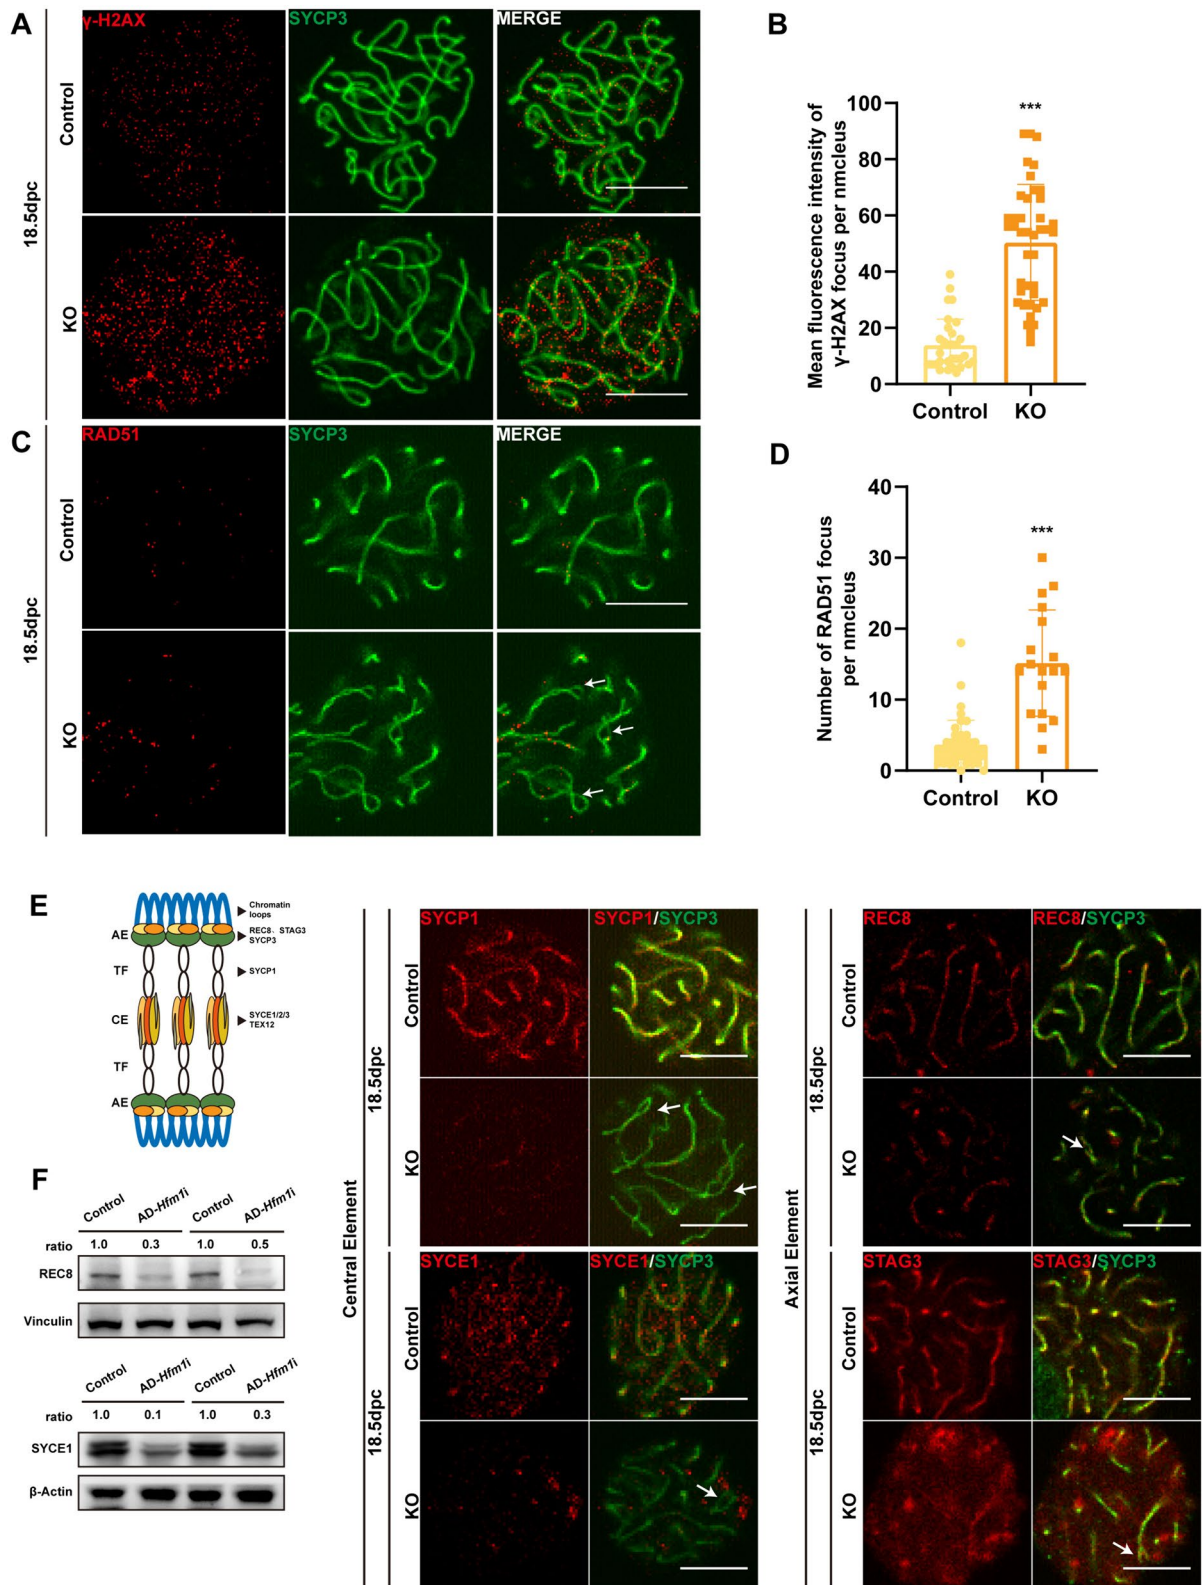 A
γ-H2AX
SYCP3
MERGE
Control
KO
18.5dpc
B
Mean fluorescence intensity of
γ-H2AX focus per nmcleus
100
80
60
40
20
0
***
Control
KO
C
RAD51
SYCP3
MERGE
Control
KO
18.5dpc
D
Number of RAD51 focus
per nmcleus
40
30
20
10
0
***
Control
KO
E
AE
TF
CE
TF
AE
Chromatin
loops
REC8、STAG3
SYCP3
SYCP1
SYCE1/2/3
TEX12
Central Element
18.5dpc
Control
KO
SYCP1
SYCP1/SYCP3
18.5dpc
Control
KO
SYCE1
SYCE1/SYCP3
Axial Element
18.5dpc
Control
KO
REC8
REC8/SYCP3
18.5dpc
Control
KO
STAG3
STAG3/SYCP3
F
Control AD-Hfm1i Control AD-Hfm1i
ratio 1.0 0.3 1.0 0.5
REC8
Vinculin
Control AD-Hfm1i Control AD-Hfm1i
ratio 1.0 0.1 1.0 0.3
SYCE1
β-Actin